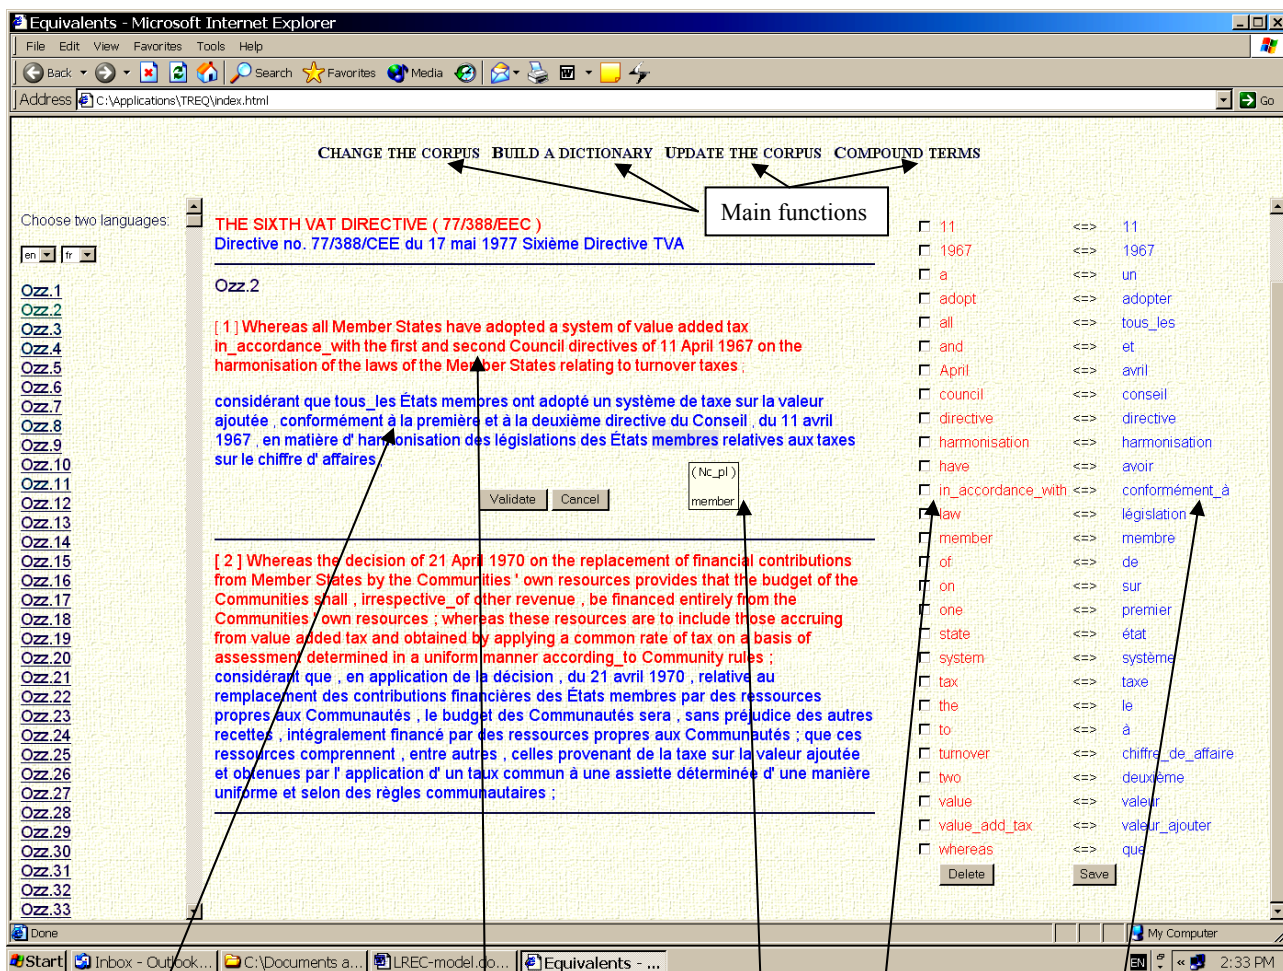 Equivalents - Microsoft Internet Explorer
File Edit View Favorites Tools Help
Back Search Favorites Media
Address C:\Applications\TREQ\index.html Go
CHANGE THE CORPUS BUILD A DICTIONARY UPDATE THE CORPUS COMPOUND TERMS
Main functions
Choose two languages:
en fr
Ozz.1
Ozz.2
Ozz.3
Ozz.4
Ozz.5
Ozz.6
Ozz.7
Ozz.8
Ozz.9
Ozz.10
Ozz.11
Ozz.12
Ozz.13
Ozz.14
Ozz.15
Ozz.16
Ozz.17
Ozz.18
Ozz.19
Ozz.20
Ozz.21
Ozz.22
Ozz.23
Ozz.24
Ozz.25
Ozz.26
Ozz.27
Ozz.28
Ozz.29
Ozz.30
Ozz.31
Ozz.32
Ozz.33
THE SIXTH VAT DIRECTIVE ( 77/388/EEC )
Directive no. 77/388/CEE du 17 mai 1977 Sixième Directive TVA
Ozz.2
[ 1 ] Whereas all Member States have adopted a system of value added tax
in_accordance_with the first and second Council directives of 11 April 1967 on the
harmonisation of the laws of the Member States relating to turnover taxes ;
considérant que tous_les États membres ont adopté un système de taxe sur la valeur
ajoutée , conformément à la première et à la deuxième directive du Conseil , du 11 avril
1967 , en matière d' harmonisation des législations des États membres relatives aux taxes
sur le chiffre d' affaires ;
( Nc_pl )
member
Validate Cancel
[ 2 ] Whereas the decision of 21 April 1970 on the replacement of financial contributions
from Member States by the Communities ' own resources provides that the budget of the
Communities shall , irrespective_of other revenue , be financed entirely from the
Communities ' own resources ; whereas these resources are to include those accruing
from value added tax and obtained by applying a common rate of tax on a basis of
assessment determined in a uniform manner according_to Community rules ;
considérant que , en application de la décision , du 21 avril 1970 , relative au
remplacement des contributions financières des États membres par des ressources
propres aux Communautés , le budget des Communautés sera , sans préjudice des autres
recettes , intégralement financé par des ressources propres aux Communautés ; que ces
ressources comprennent , entre autres , celles provenant de la taxe sur la valeur ajoutée
et obtenues par l' application d' un taux commun à une assiette déterminée d' une manière
uniforme et selon des règles communautaires ;
11 <=> 11
1967 <=> 1967
a <=> un
adopt <=> adopter
all <=> tous_les
and <=> et
April <=> avril
council <=> conseil
directive <=> directive
harmonisation <=> harmonisation
have <=> avoir
in_accordance_with <=> conformément_à
law <=> législation
member <=> membre
of <=> de
on <=> sur
one <=> premier
state <=> état
system <=> système
tax <=> taxe
the <=> le
to <=> à
turnover <=> chiffre_de_affaire
two <=> deuxième
value <=> valeur
value_add_tax <=> valeur_ajouter
whereas <=> que
Delete Save
Done My Computer
Start Inbox - Outlook... C:\Documents a... LREC-model.do... Equivalents - ... EN « 2:33 PM